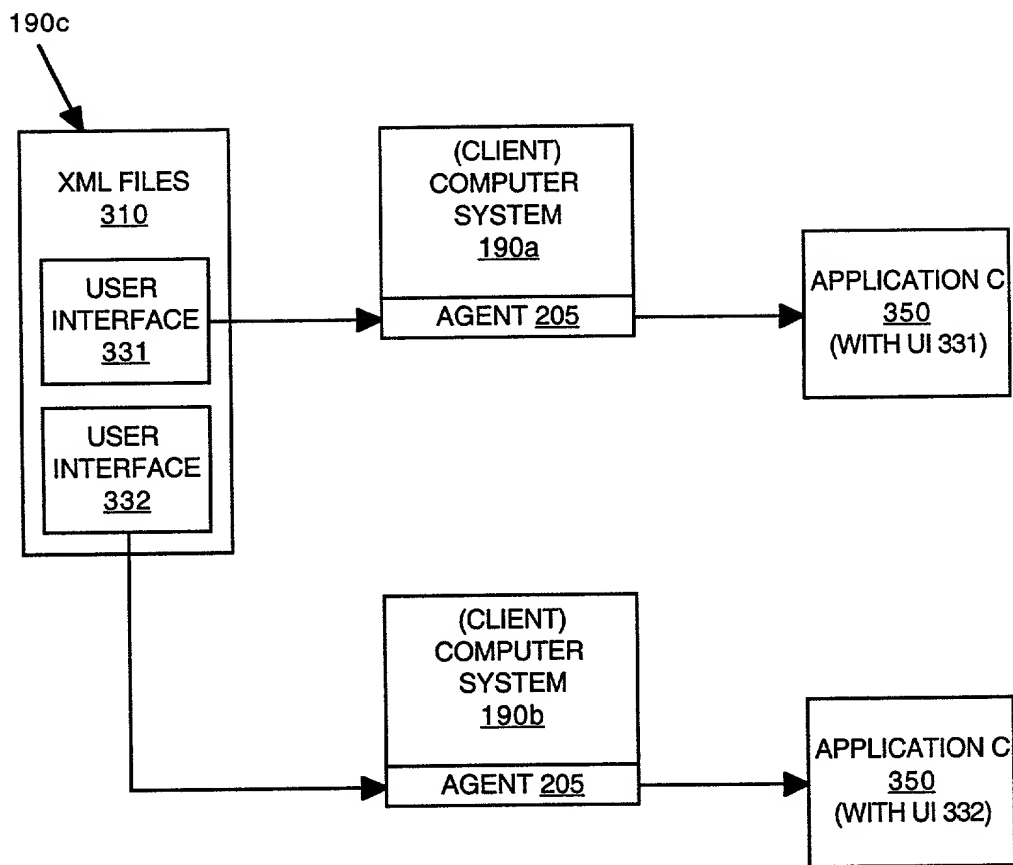 190c
XML FILES
310
USER
INTERFACE
331
USER
INTERFACE
332
(CLIENT)
COMPUTER
SYSTEM
190a
AGENT 205
APPLICATION C
350
(WITH UI 331)
(CLIENT)
COMPUTER
SYSTEM
190b
AGENT 205
APPLICATION C
350
(WITH UI 332)